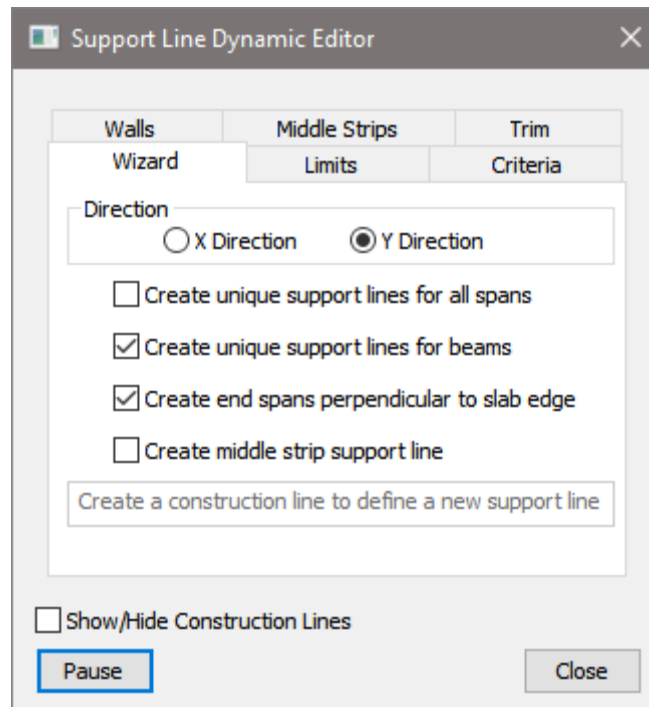 Support Line Dynamic Editor
Walls Middle Strips Trim
Wizard Limits Criteria
Direction
X Direction Y Direction
Create unique support lines for all spans
Create unique support lines for beams
Create end spans perpendicular to slab edge
Create middle strip support line
Create a construction line to define a new support line
Show/Hide Construction Lines
Pause Close